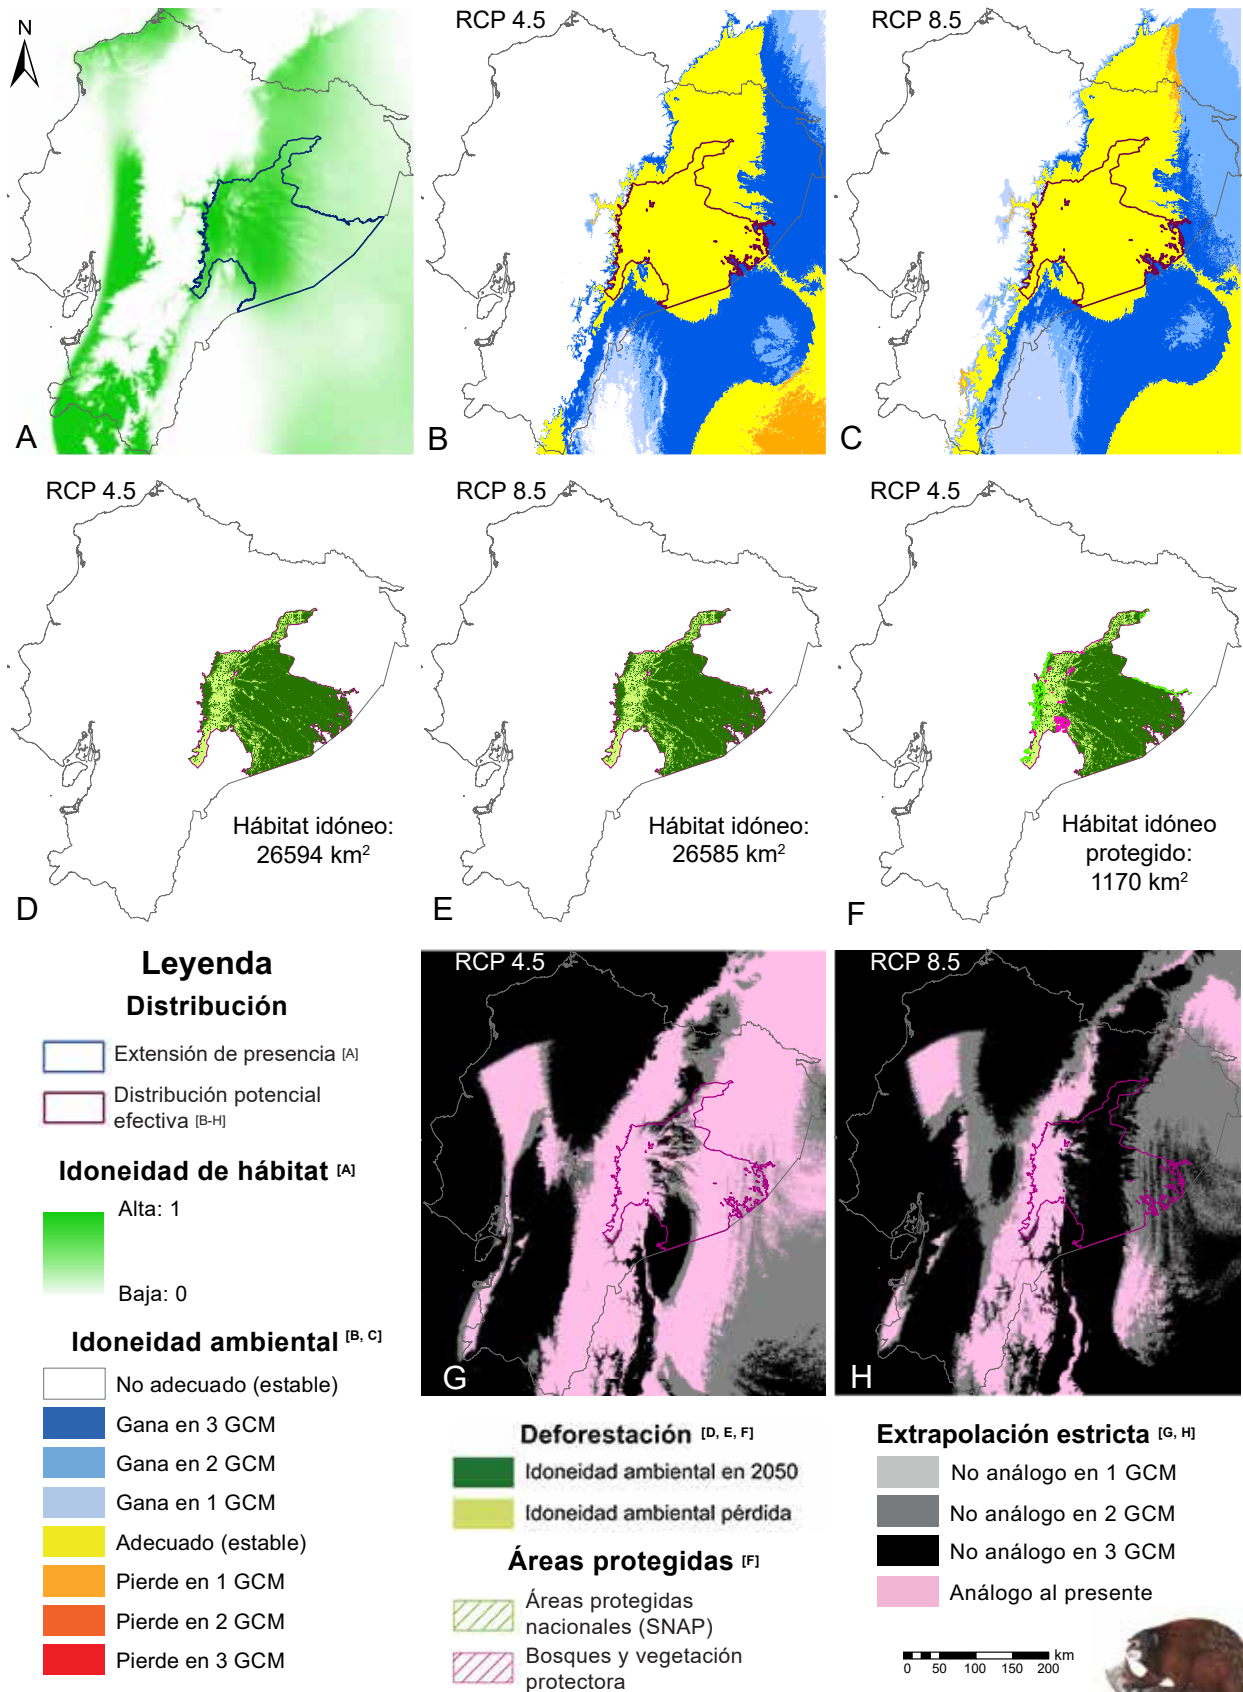 N
A
RCP 4.5
B
RCP 8.5
C
RCP 4.5
Hábitat idóneo:
26594 km²
D
RCP 8.5
Hábitat idóneo:
26585 km²
E
RCP 4.5
Hábitat idóneo
protegido:
1170 km²
F
RCP 4.5
G
RCP 8.5
H
Leyenda
Distribución
Extensión de presencia [A]
Distribución potencial
efectiva [B-H]
Idoneidad de hábitat [A]
Alta: 1
Baja: 0
Idoneidad ambiental [B, C]
No adecuado (estable)
Gana en 3 GCM
Gana en 2 GCM
Gana en 1 GCM
Adecuado (estable)
Pierde en 1 GCM
Pierde en 2 GCM
Pierde en 3 GCM
Deforestación [D, E, F]
Idoneidad ambiental en 2050
Idoneidad ambiental pérdida
Áreas protegidas [F]
Áreas protegidas
nacionales (SNAP)
Bosques y vegetación
protectora
Extrapolación estricta [G, H]
No análogo en 1 GCM
No análogo en 2 GCM
No análogo en 3 GCM
Análogo al presente
km
0 50 100 150 200